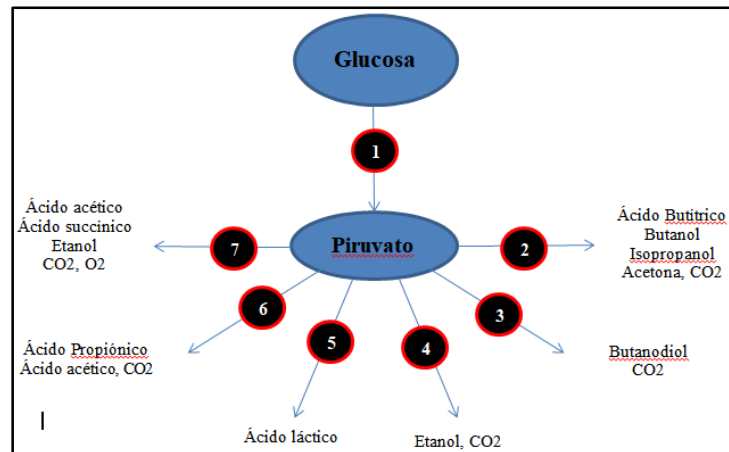 Glucosa
1
Ácido acético
Ácido succínico
Etanol
CO2, O2
7
Piruvato
2
Ácido Butítrico
Butanol
Isopropanol
Acetona, CO2
6
5
4
3
Ácido Propiónico
Ácido acético, CO2
Butanodiol
CO2
Ácido láctico
Etanol, CO2